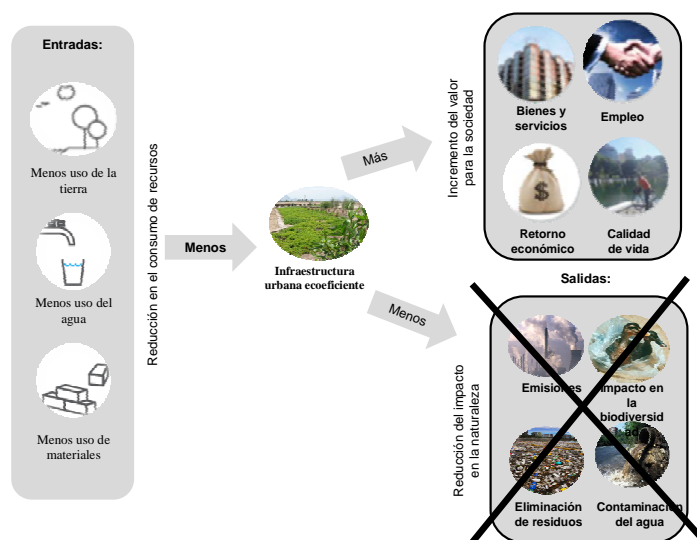 Entradas:
Menos uso de la
tierra
Menos uso del
agua
Menos uso de
materiales
Reducción en el consumo de recursos
Menos
Infraestructura
urbana ecoeficiente
Más
Menos
Incremento del valor
para la sociedad
Bienes y
servicios
Empleo
$
Retorno
económico
Calidad
de vida
Salidas:
Reducción del impacto
en la naturaleza
Emisiones
Impacto en
la
biodiversid
ad
Eliminación
de residuos
Contaminación
del agua